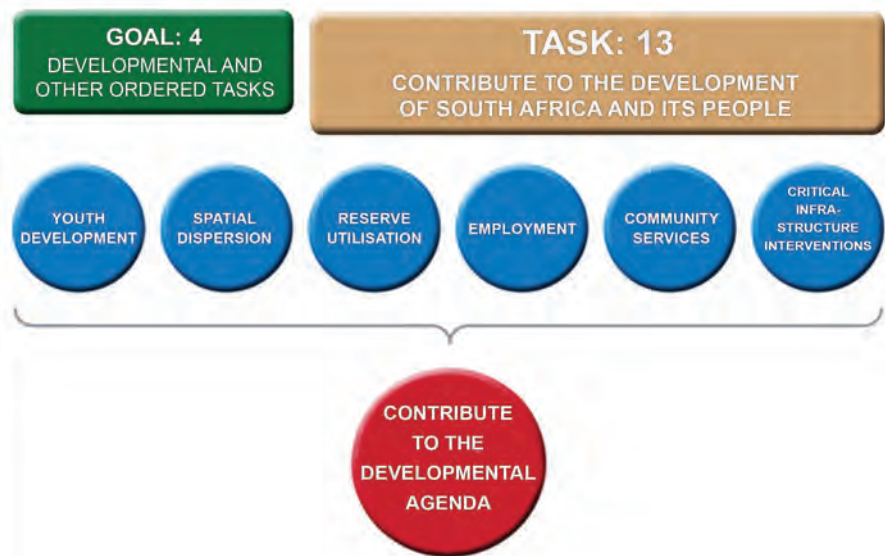 GOAL: 4
DEVELOPMENTAL AND
OTHER ORDERED TASKS
TASK: 13
CONTRIBUTE TO THE DEVELOPMENT
OF SOUTH AFRICA AND ITS PEOPLE
YOUTH
DEVELOPMENT
SPATIAL
DISPERSION
RESERVE
UTILISATION
EMPLOYMENT
COMMUNITY
SERVICES
CRITICAL
INFRA-
STRUCTURE
INTERVENTIONS
CONTRIBUTE
TO THE
DEVELOPMENTAL
AGENDA